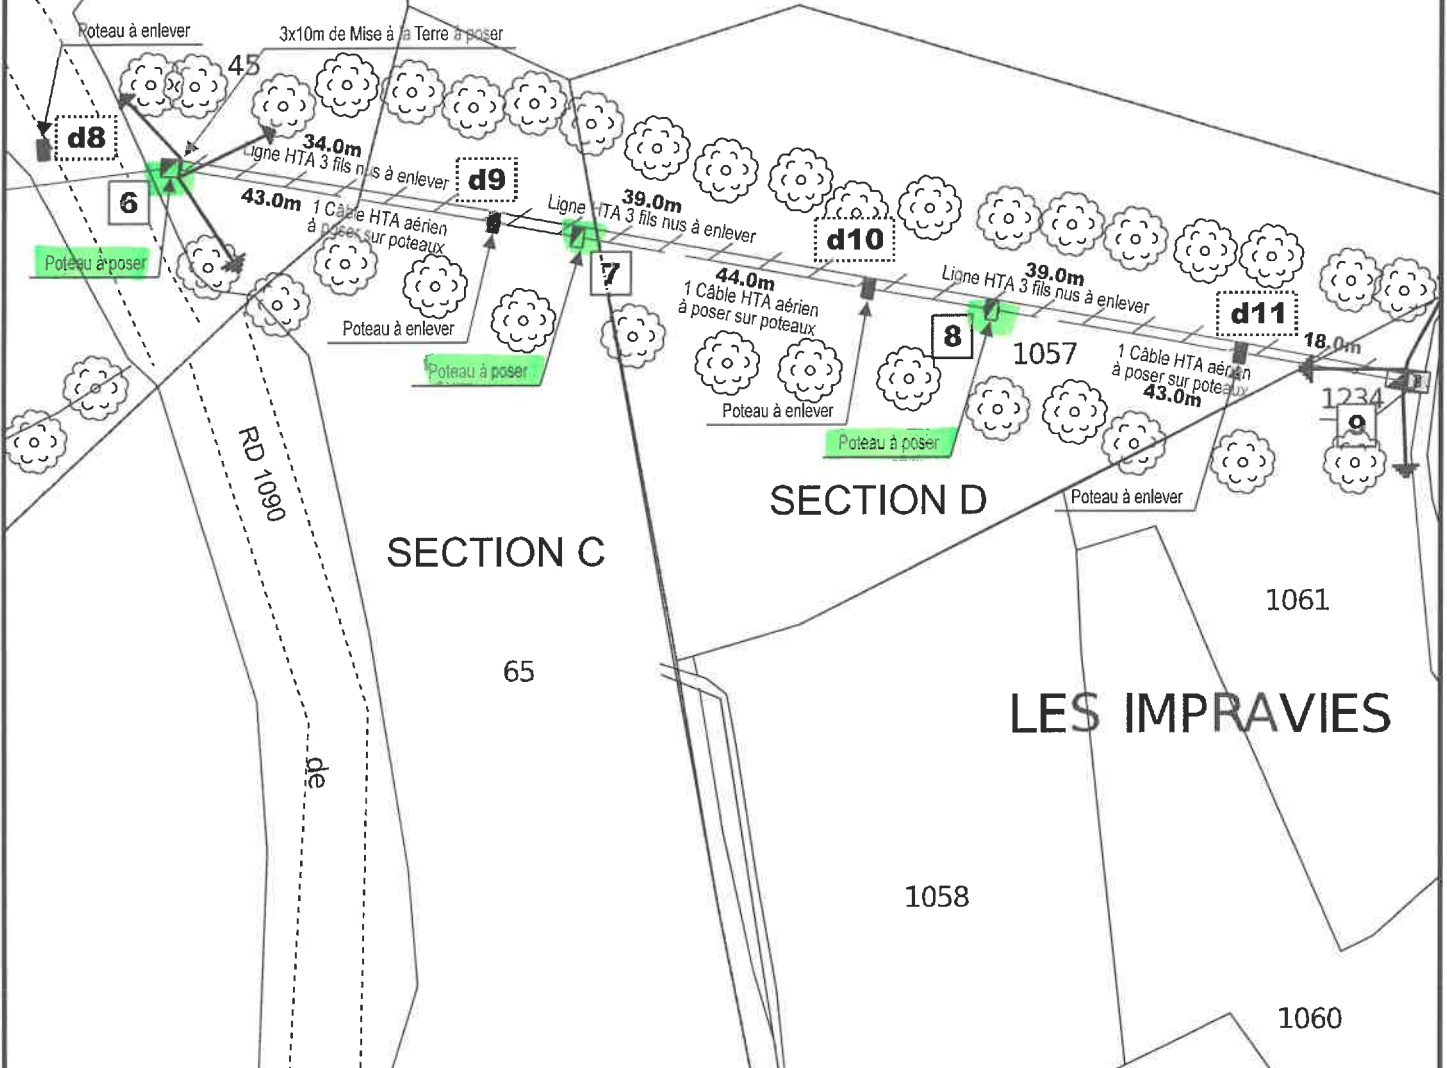 Poteau à enlever
3x10m de Mise à la Terre à poser
45
d8
34.0m
Ligne HTA 3 fils nus à enlever
d9
6
43.0m
1 Câble HTA aérien
à poser sur poteaux
39.0m
Ligne HTA 3 fils nus à enlever
d10
Poteau à poser
7
44.0m
1 Câble HTA aérien
à poser sur poteaux
39.0m
Ligne HTA 3 fils nus à enlever
d11
Poteau à enlever
8
1057
18.0m
1 Câble HTA aérien
à poser sur poteaux
43.0m
Poteau à poser
1234
9
Poteau à enlever
Poteau à poser
RD 1090
SECTION D
Poteau à enlever
SECTION C
1061
65
LES IMPRAVIES
de
1058
1060